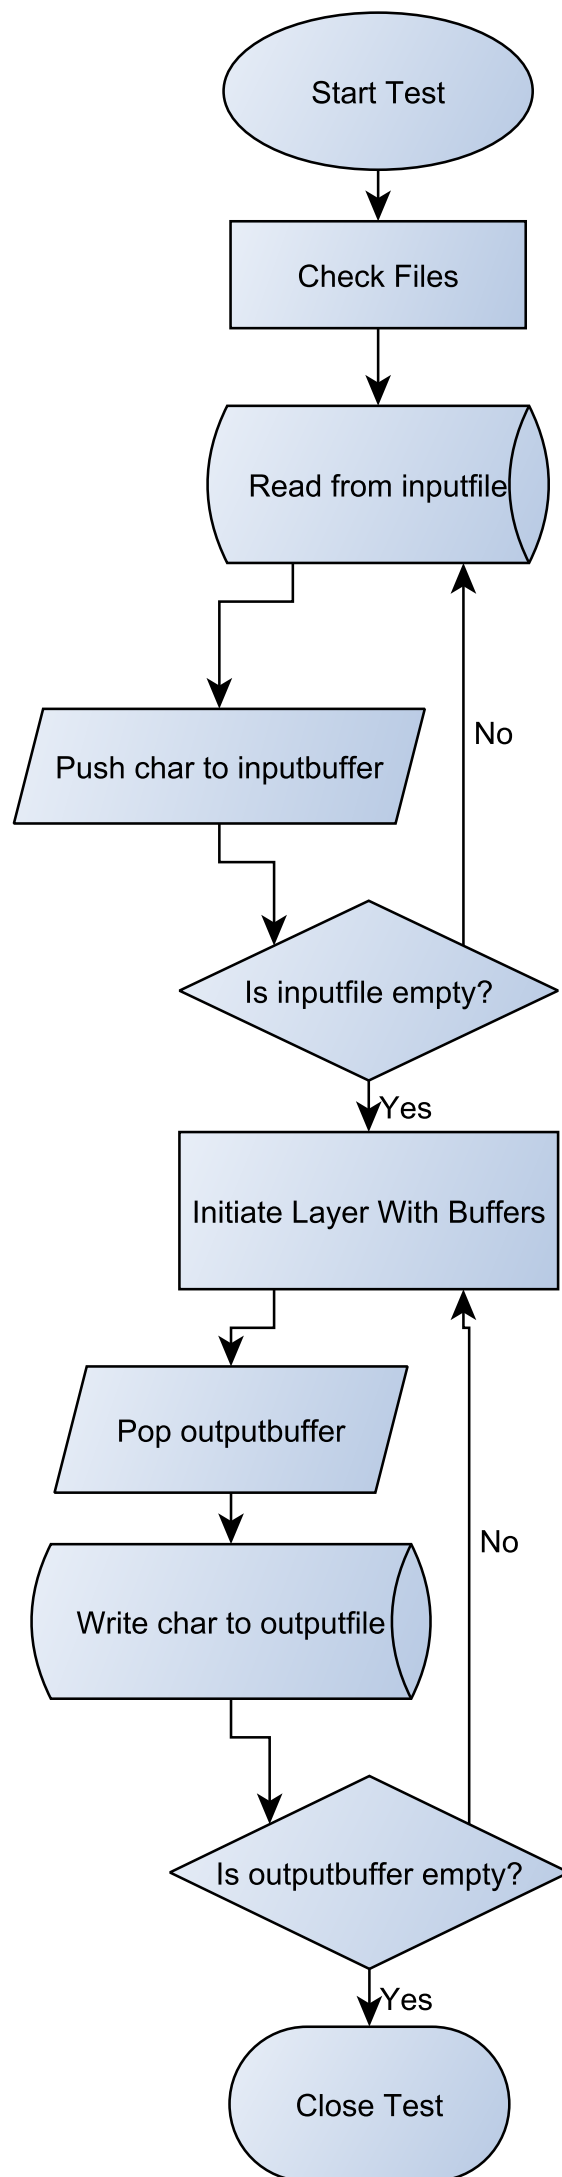 Start Test
Check Files
Read from inputfile
Push char to inputbuffer
No
Is inputfile empty?
Yes
Initiate Layer With Buffers
Pop outputbuffer
No
Write char to outputfile
Is outputbuffer empty?
Yes
Close Test